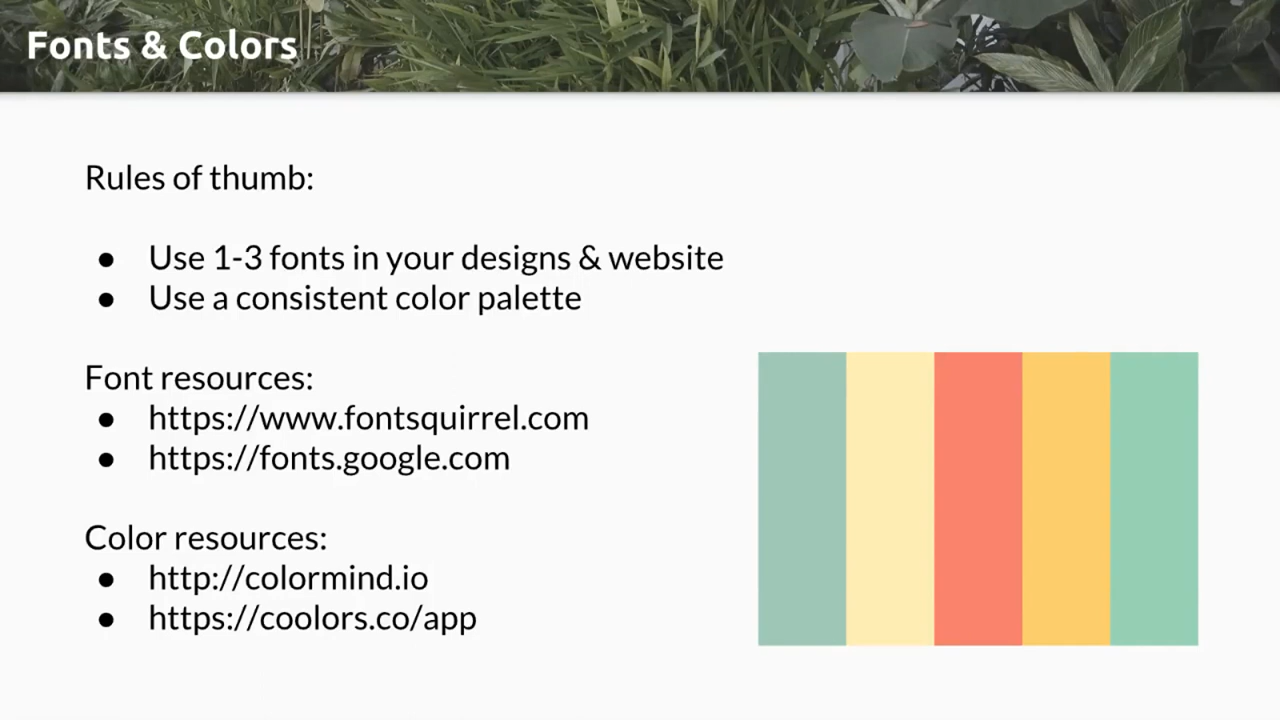 Fonts & Colors
Rules of thumb:
● Use 1-3 fonts in your designs & website
● Use a consistent color palette
Font resources:
● https://www.fontsquirrel.com
● https://fonts.google.com
Color resources:
● http://colormind.io
● https://coolors.co/app